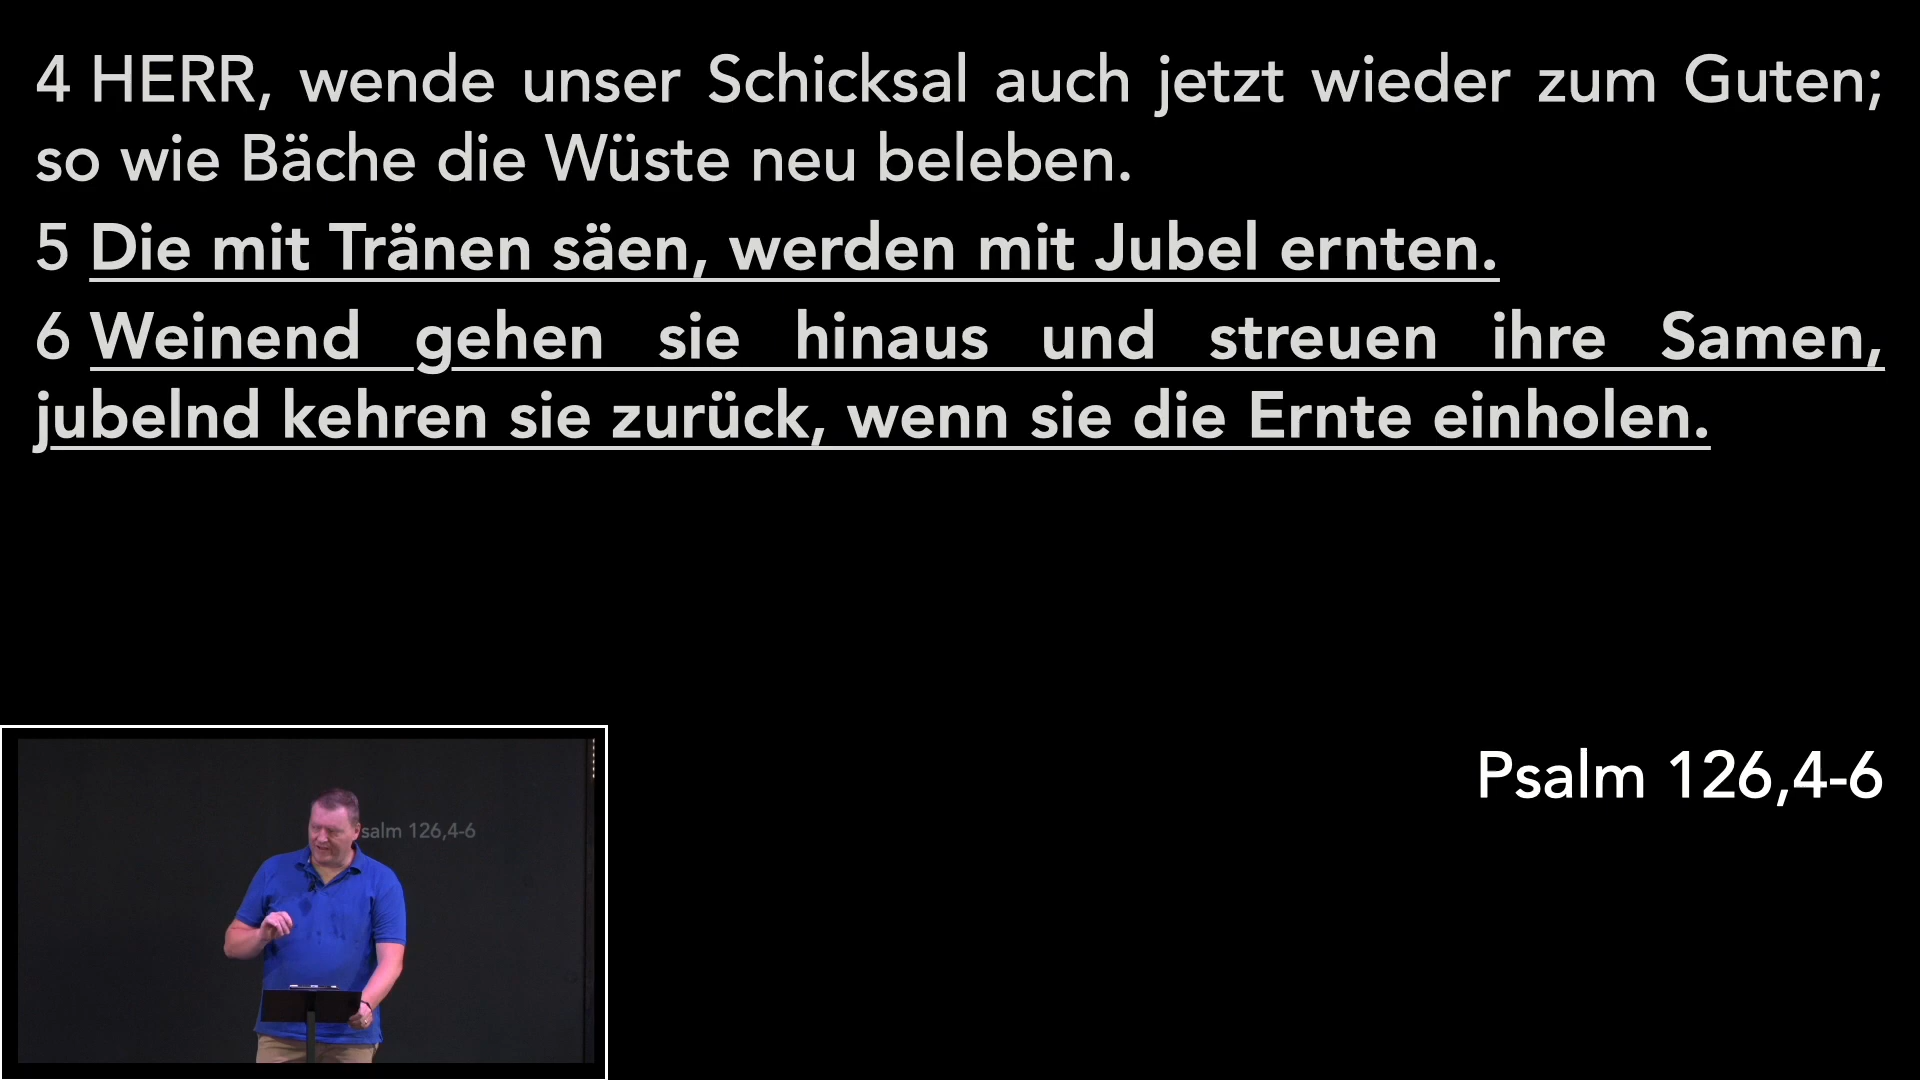 4 HERR, wende unser Schicksal auch jetzt wieder zum Guten;
so wie Bäche die Wüste neu beleben.
5 Die mit Tränen säen, werden mit Jubel ernten.
6 Weinend gehen sie hinaus und streuen ihre Samen,
jubelnd kehren sie zurück, wenn sie die Ernte einholen.
Psalm 126,4-6
salm 126,4-6